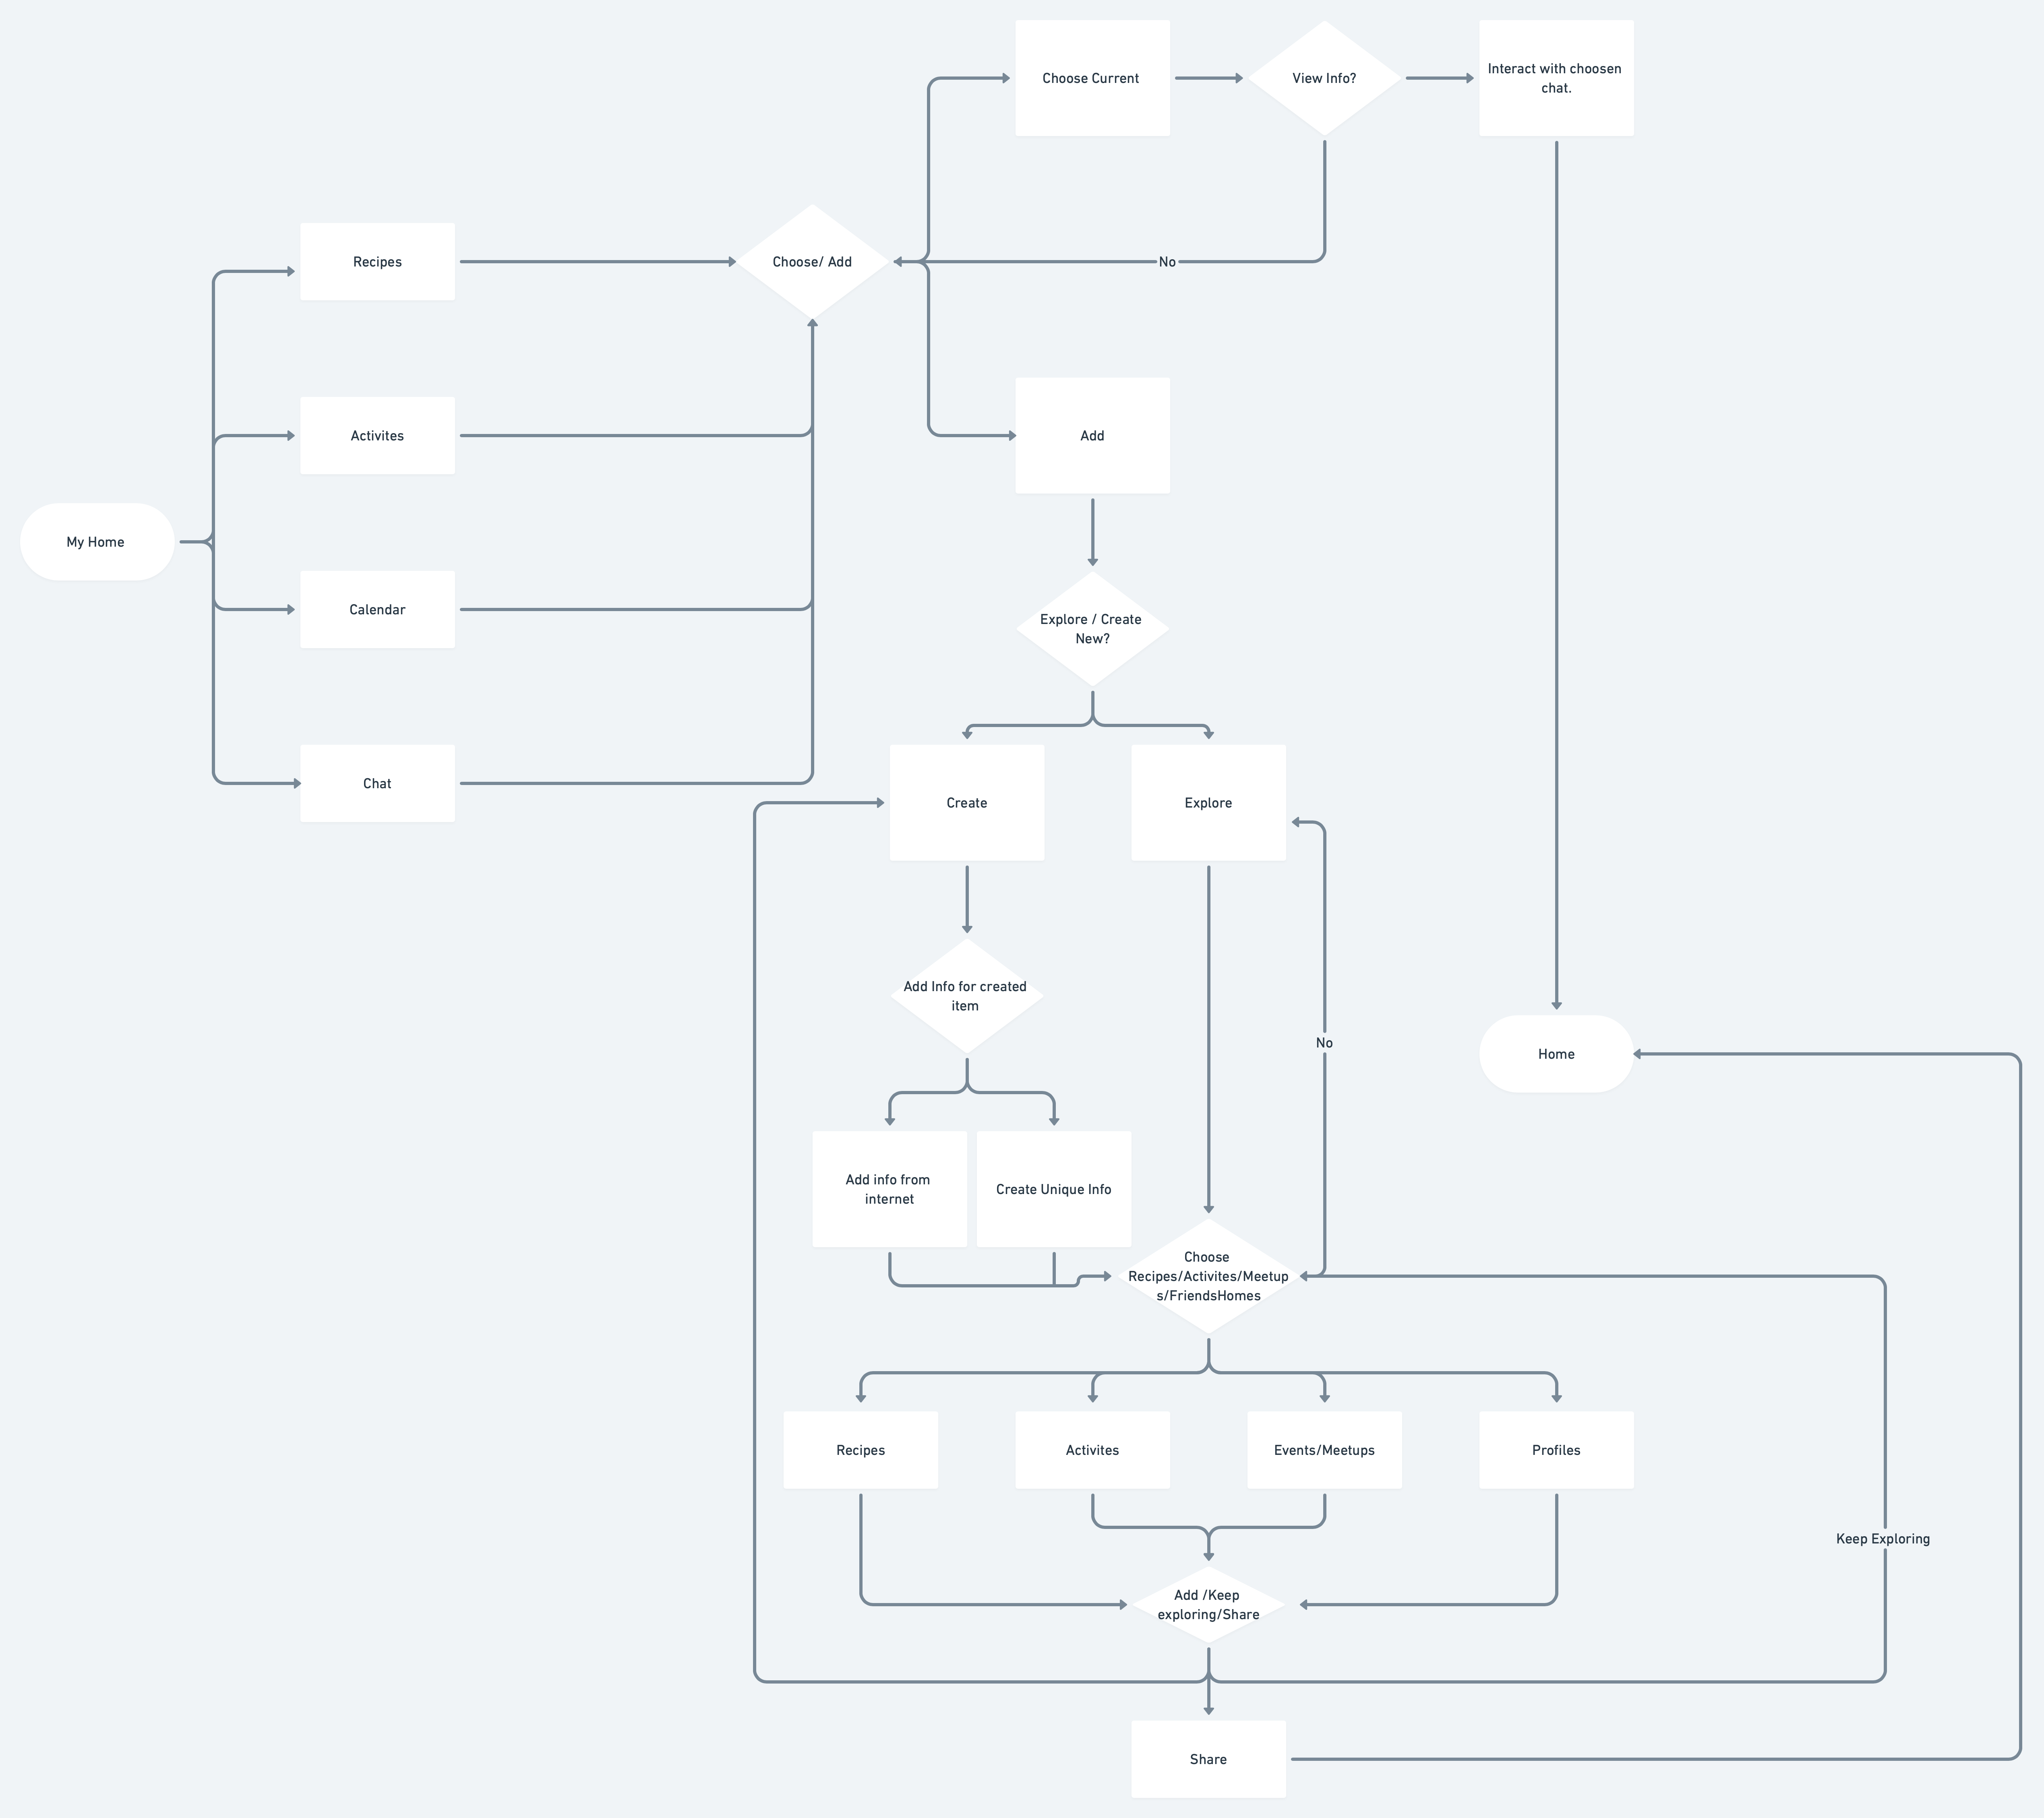 Choose Current
View Info?
Interact with choosen
chat.
Recipes
Choose/ Add
No
Activites
Add
My Home
Calendar
Explore / Create
New?
Chat
Create
Explore
Add Info for created
item
No
Home
Add info from
internet
Create Unique Info
Choose
Recipes/Activites/Meetup
s/FriendsHomes
Recipes
Activites
Events/Meetups
Profiles
Keep Exploring
Add /Keep
exploring/Share
Share